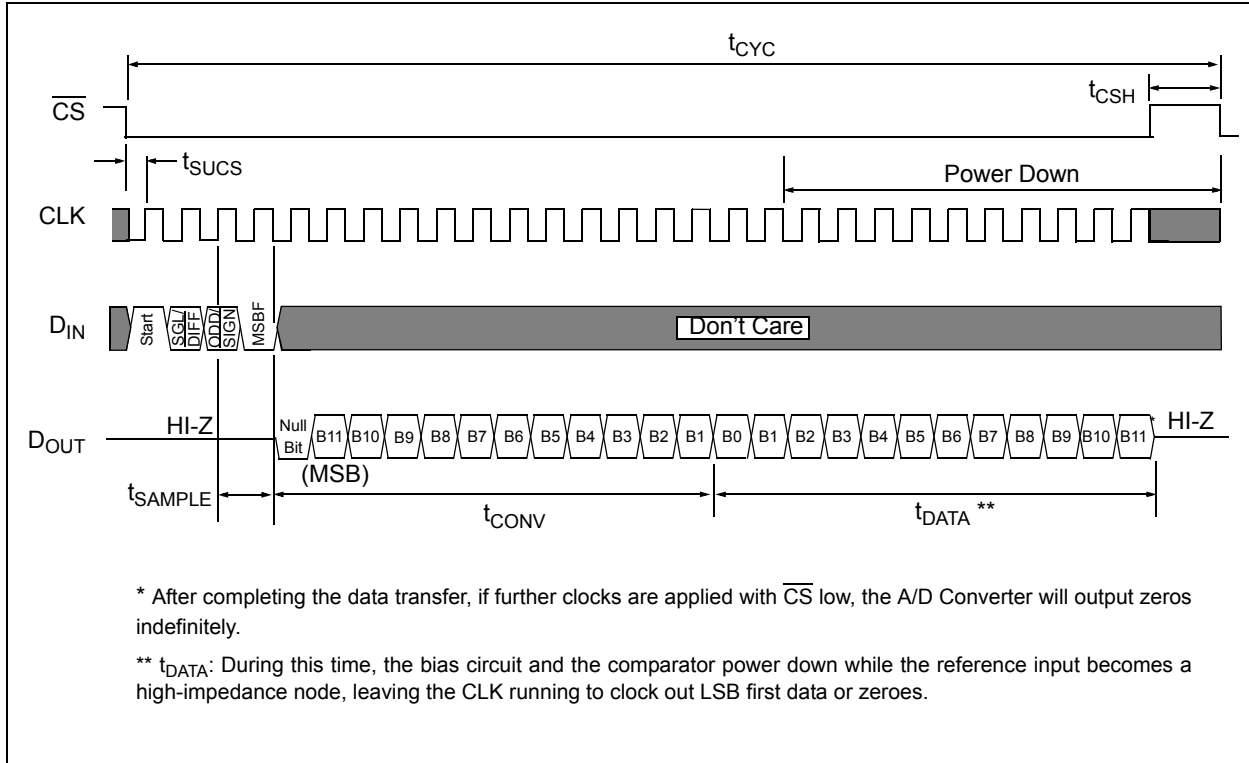 tCYC
tCSH
CS
tSUCS
Power Down
CLK
DIN
Start
SGL/
DIFF
ODD/
SIGN
MSBF
Don't Care
DOUT
HI-Z
Null
Bit
B11 B10 B9 B8 B7 B6 B5 B4 B3 B2 B1 B0 B1 B2 B3 B4 B5 B6 B7 B8 B9 B10 B11
* HI-Z
(MSB)
tSAMPLE
tCONV
tDATA **
* After completing the data transfer, if further clocks are applied with CS low, the A/D Converter will output zeros
indefinitely.
** tDATA: During this time, the bias circuit and the comparator power down while the reference input becomes a
high-impedance node, leaving the CLK running to clock out LSB first data or zeroes.